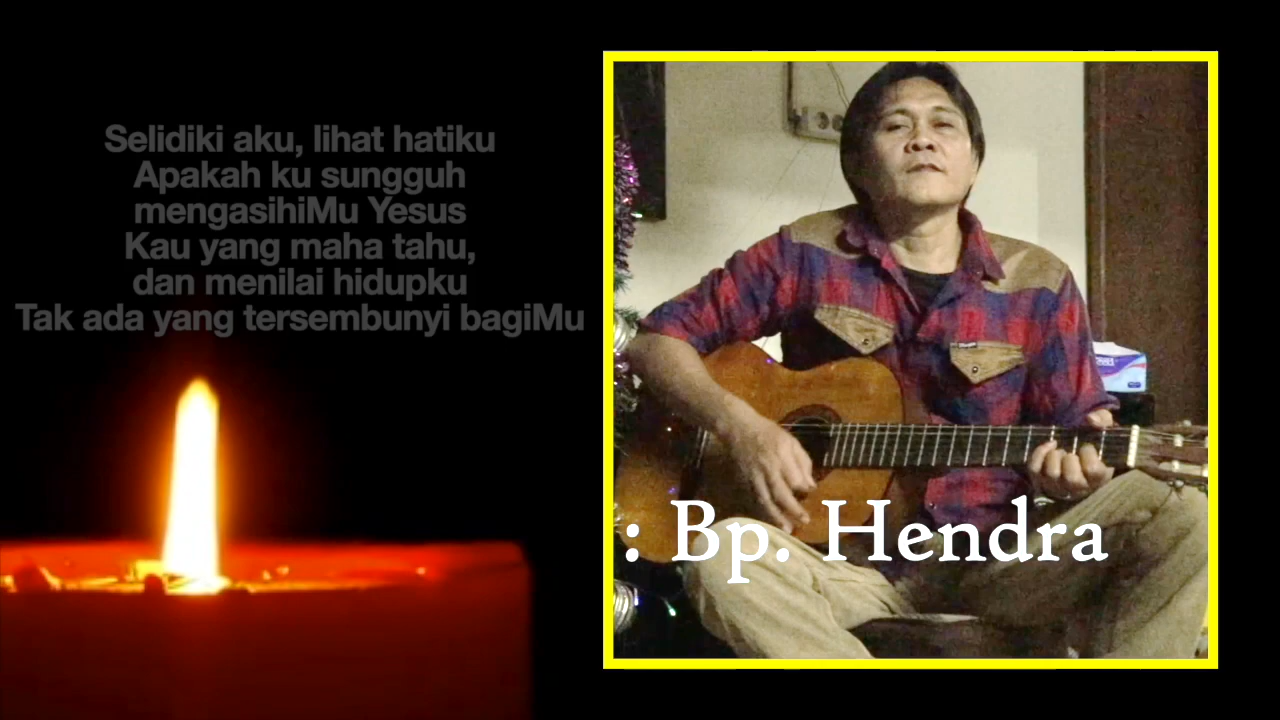 Selidiki aku, lihat hatiku
Apakah ku sungguh
mengasihiMu Yesus
Kau yang maha tahu,
dan menilai hidupku
Tak ada yang tersembunyi bagiMu
: Bp. Hendra